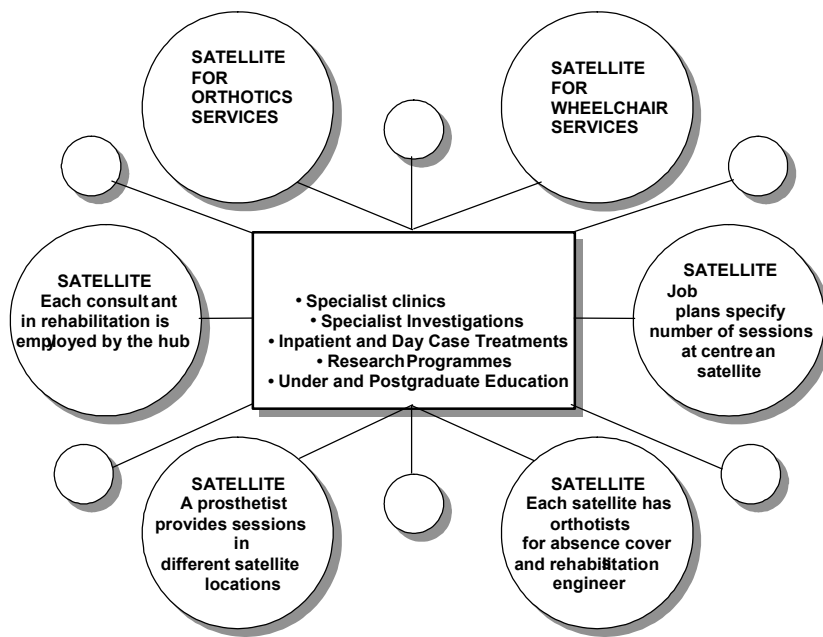 SATELLITE
FOR
ORTHOTICS
SERVICES
SATELLITE
FOR
WHEELCHAIR
SERVICES
SATELLITE
Each consultant
in rehabilitation is
employed by the hub
• Specialist clinics
• Specialist Investigations
• Inpatient and Day Case Treatments
• Research Programmes
• Under and Postgraduate Education
SATELLITE
Job
plans specify
number of sessions
at centre an
satellite
SATELLITE
A prosthetist
provides sessions
in
different satellite
locations
SATELLITE
Each satellite has
orthotists
for absence cover
and rehabilitation
engineer